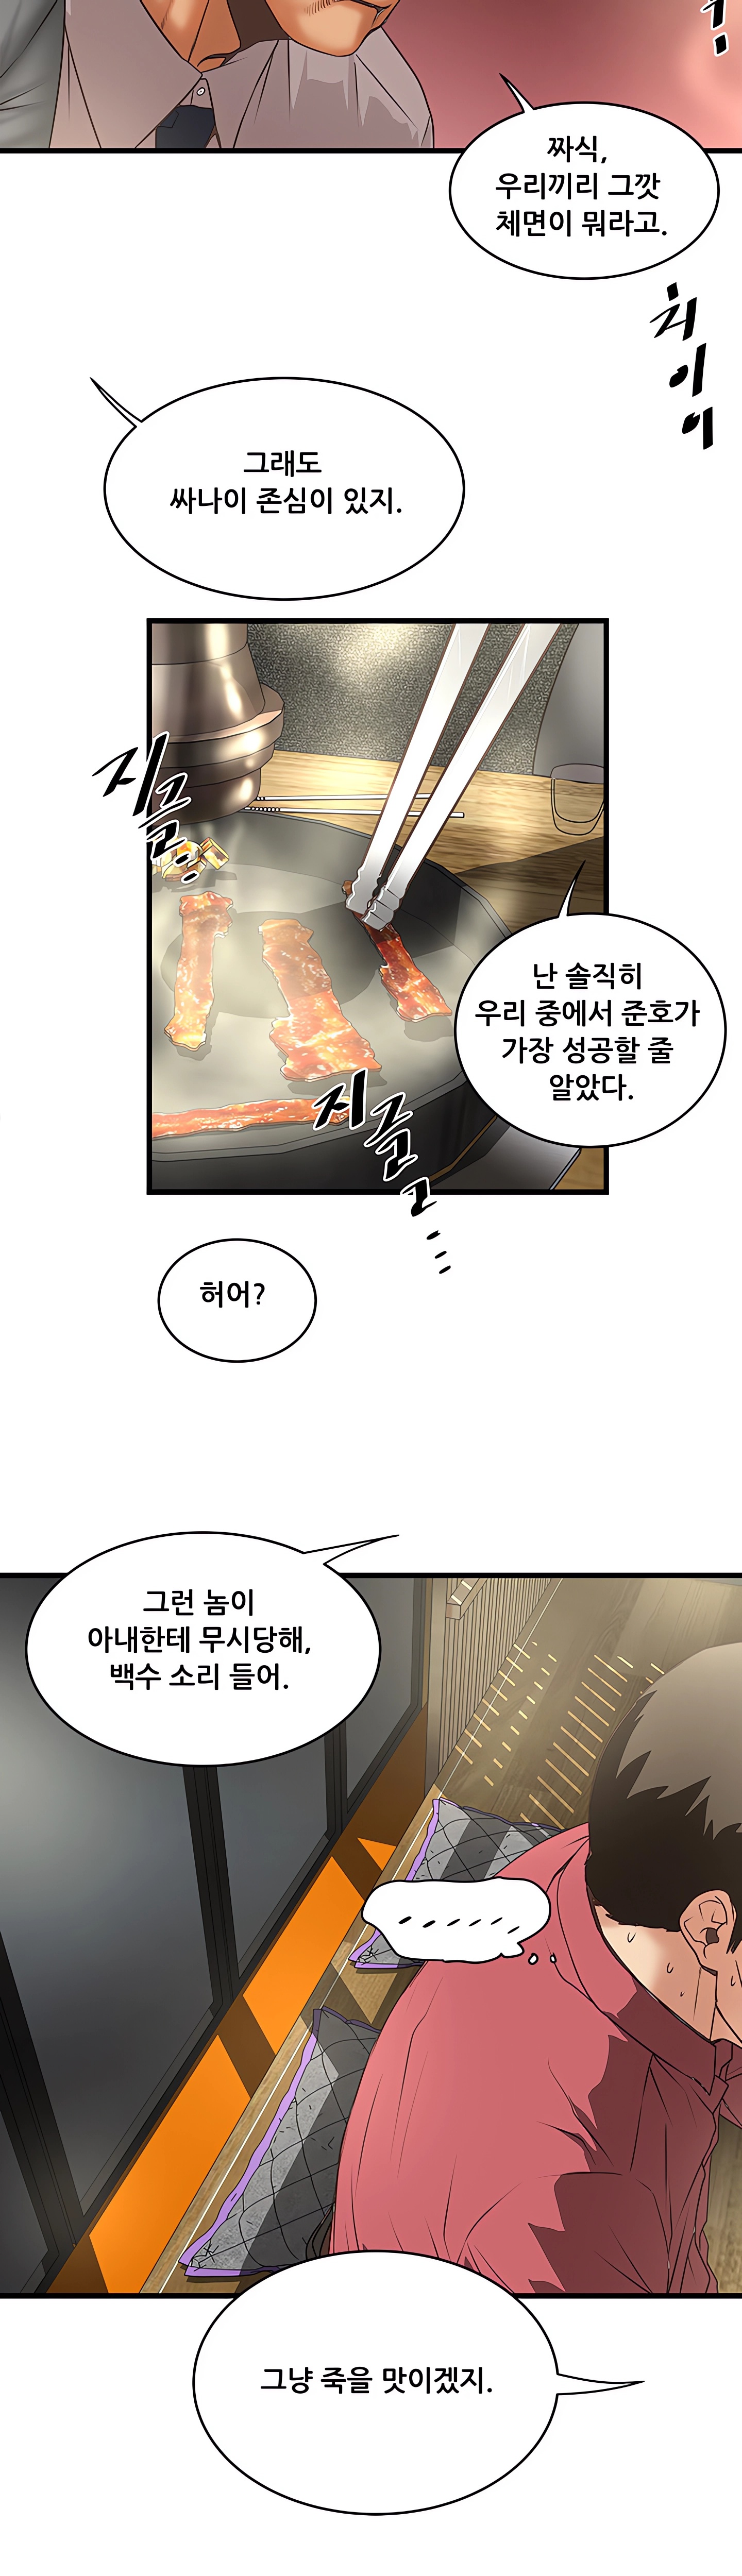 짜식,
우리끼리 그깟
체면이 뭐라고.
치이이
그래도
싸나이 존심이 있지.
지글
난 솔직히
우리 중에서 준호가
가장 성공할 줄
알았다.
지글
허어?
그런 놈이
아내한테 무시당해,
백수 소리 들어.
......
그냥 죽을 맛이겠지.